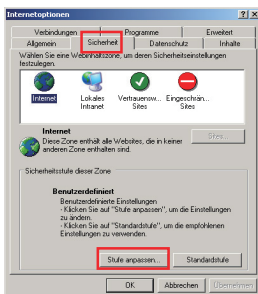 Internetoptionen
Verbindungen Programme Erweitert
Allgemein Sicherheit Datenschutz Inhalte
Wählen Sie eine Webinhaltszone, um deren Sicherheitseinstellungen
festzulegen.
Internet Lokales Intranet Vertrauensw... Sites Eingeschrän... Sites
Internet
Diese Zone enthält alle Websites, die in keiner
anderen Zone enthalten sind.
Sites...
Sicherheitsstufe dieser Zone
Benutzerdefiniert
Benutzerdefinierte Einstellungen
- Klicken Sie auf "Stufe anpassen", um die Einstellungen
zu ändern.
- Klicken Sie auf "Standardstufe", um die empfohlenen
Einstellungen zu verwenden.
Stufe anpassen... Standardstufe
OK Abbrechen Übernehmen